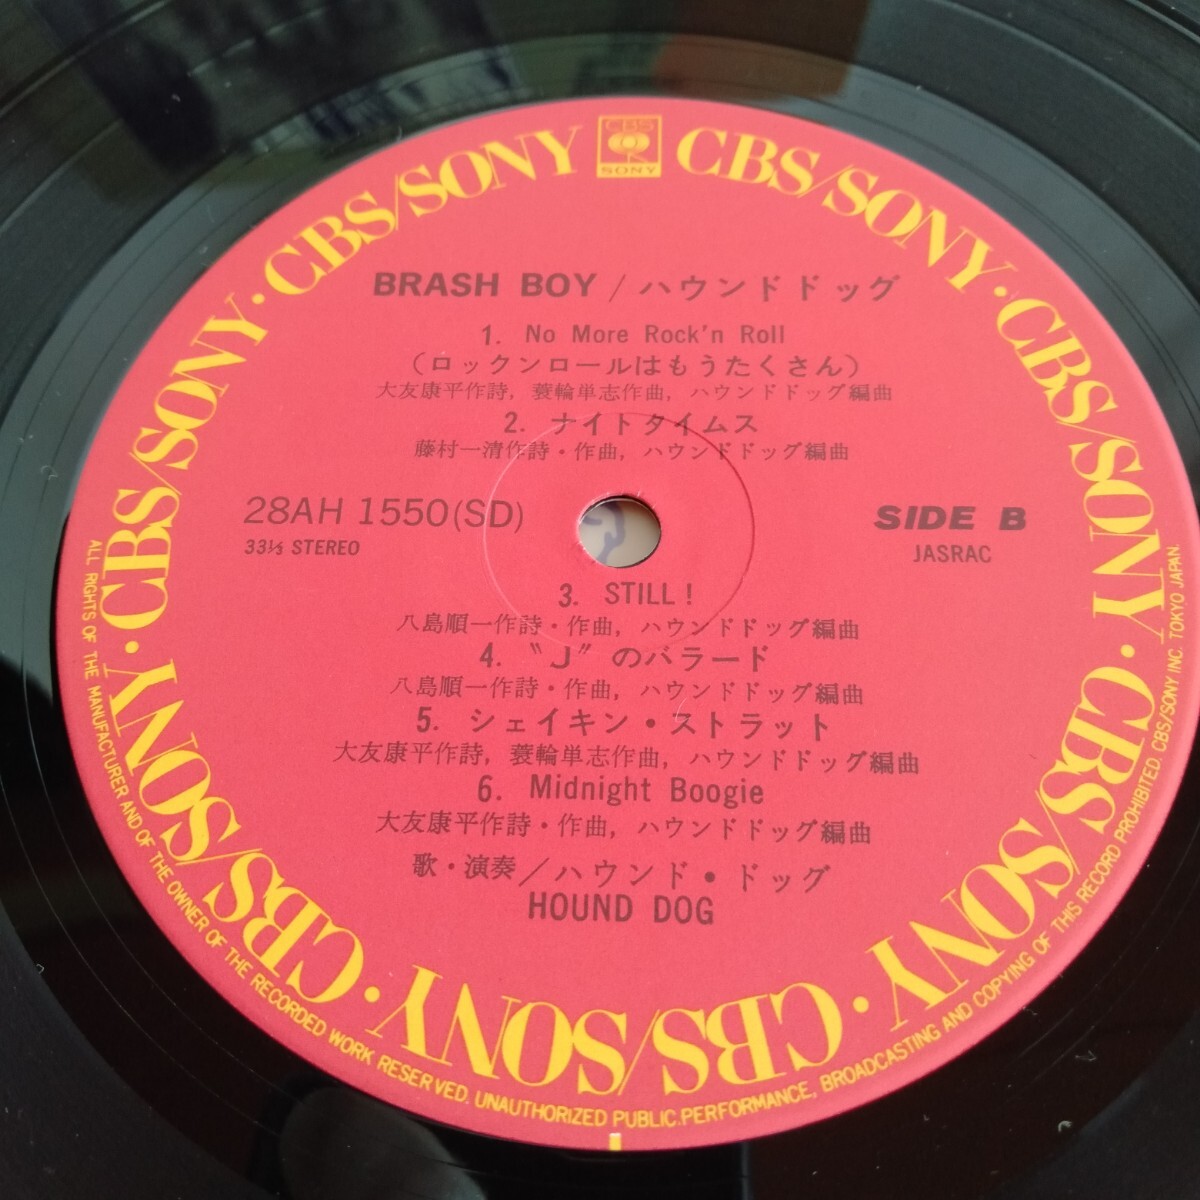 CBS/SONY · CBS/SONY · CBS/SONY · CBS/SONY · CBS/SONY · CBS/SONY · CBS/SONY · CBS/SONY · CBS/SONY
CBS
SONY
BRASH BOY / ハウンドドッグ
1. No More Rock'n Roll
(ロックンロールはもうたくさん)
大友康平作詩, 蓑輪単志作曲, ハウンドドッグ編曲
2. ナイトタイムス
藤村一清作詩・作曲, ハウンドドッグ編曲
28AH 1550(SD)
33⅓ STEREO
SIDE B
JASRAC
3. STILL!
八島順一作詩・作曲, ハウンドドッグ編曲
4. “J” のバラード
八島順一作詩・作曲, ハウンドドッグ編曲
5. シェイキン・ストラット
大友康平作詩, 蓑輪単志作曲, ハウンドドッグ編曲
6. Midnight Boogie
大友康平作詩・作曲, ハウンドドッグ編曲
歌・演奏/ハウンド・ドッグ
HOUND DOG
ALL RIGHTS OF THE MANUFACTURER AND OF THE OWNER OF THE RECORDED WORK RESERVED. UNAUTHORIZED PUBLIC PERFORMANCE, BROADCASTING AND COPYING OF THIS RECORD PROHIBITED. CBS/SONY INC. TOKYO JAPAN